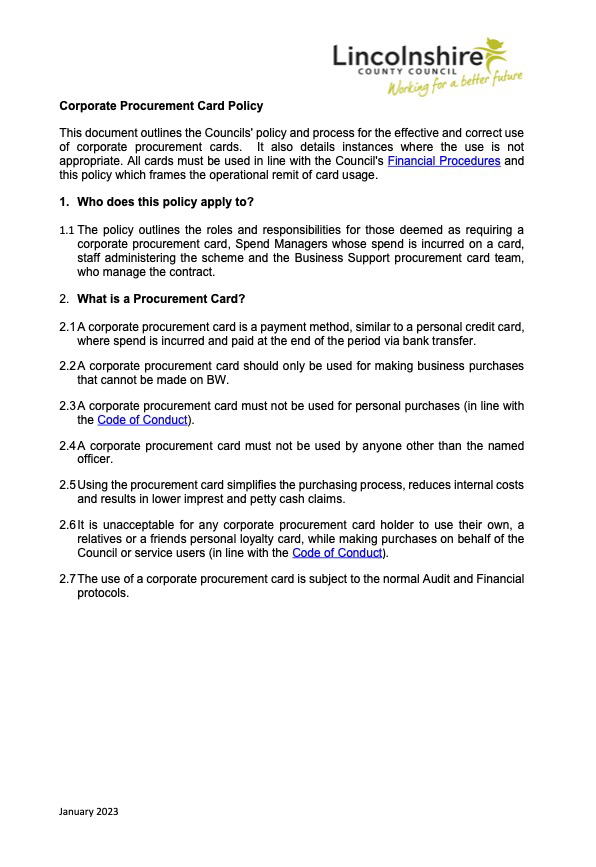 Lincolnshire
COUNTY COUNCIL
Working for a better future
Corporate Procurement Card Policy
This document outlines the Councils' policy and process for the effective and correct use
of corporate procurement cards.  It also details instances where the use is not
appropriate. All cards must be used in line with the Council's Financial Procedures and
this policy which frames the operational remit of card usage.
1. Who does this policy apply to?
1.1 The policy outlines the roles and responsibilities for those deemed as requiring a
corporate procurement card, Spend Managers whose spend is incurred on a card,
staff administering the scheme and the Business Support procurement card team,
who manage the contract.
2. What is a Procurement Card?
2.1 A corporate procurement card is a payment method, similar to a personal credit card,
where spend is incurred and paid at the end of the period via bank transfer.
2.2 A corporate procurement card should only be used for making business purchases
that cannot be made on BW.
2.3 A corporate procurement card must not be used for personal purchases (in line with
the Code of Conduct).
2.4 A corporate procurement card must not be used by anyone other than the named
officer.
2.5 Using the procurement card simplifies the purchasing process, reduces internal costs
and results in lower imprest and petty cash claims.
2.6 It is unacceptable for any corporate procurement card holder to use their own, a
relatives or a friends personal loyalty card, while making purchases on behalf of the
Council or service users (in line with the Code of Conduct).
2.7 The use of a corporate procurement card is subject to the normal Audit and Financial
protocols.
January 2023